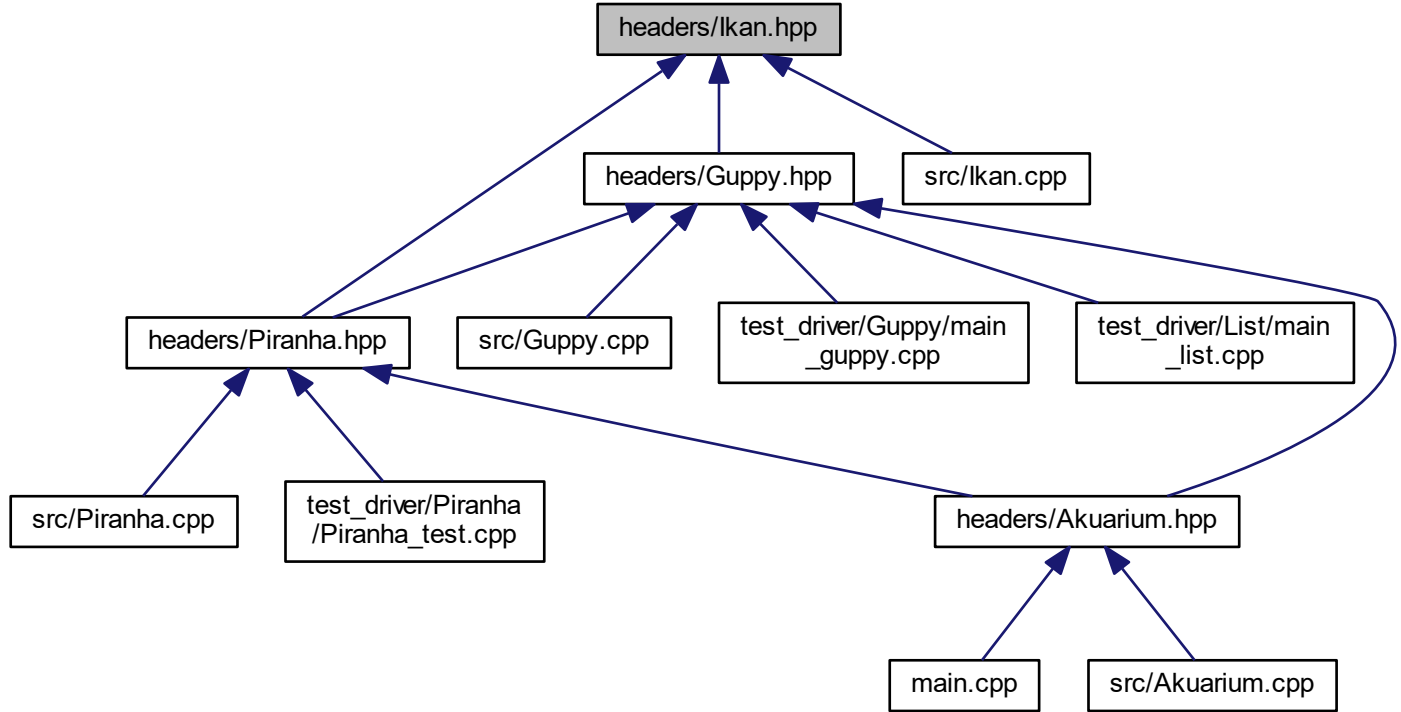 headers/Ikan.hpp
headers/Guppy.hpp
src/Ikan.cpp
headers/Piranha.hpp
src/Guppy.cpp
test_driver/Guppy/main
_guppy.cpp
test_driver/List/main
_list.cpp
src/Piranha.cpp
test_driver/Piranha
/Piranha_test.cpp
headers/Akuarium.hpp
main.cpp
src/Akuarium.cpp